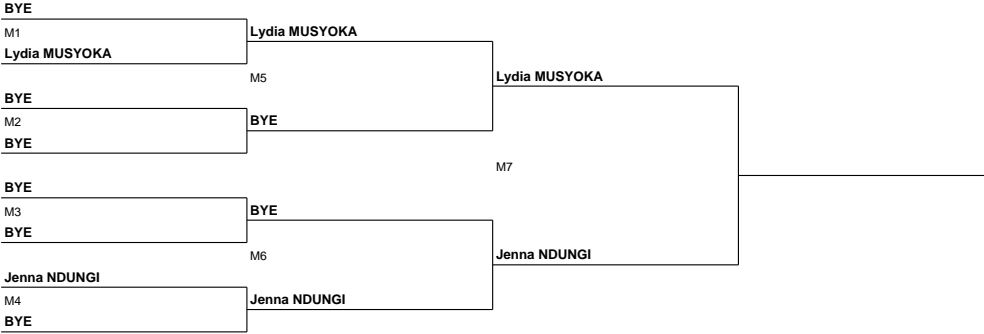 BYE
M1
Lydia MUSYOKA
Lydia MUSYOKA
M5
Lydia MUSYOKA
BYE
M2
BYE
BYE
M7
BYE
M3
BYE
BYE
M6
Jenna NDUNGI
Jenna NDUNGI
M4
Jenna NDUNGI
BYE